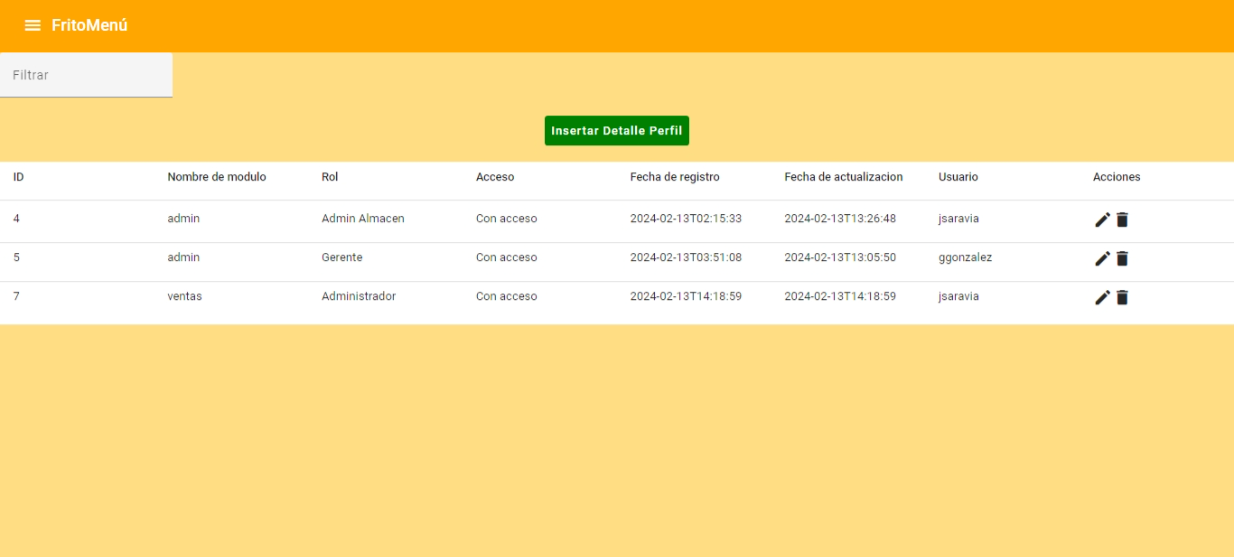 FritoMenú
Filtrar
Insertar Detalle Perfil
ID Nombre de modulo Rol Acceso Fecha de registro Fecha de actualizacion Usuario Acciones
4 admin Admin Almacen Con acceso 2024-02-13T02:15:33 2024-02-13T13:26:48 jsaravia
5 admin Gerente Con acceso 2024-02-13T03:51:08 2024-02-13T13:05:50 ggonzalez
7 ventas Administrador Con acceso 2024-02-13T14:18:59 2024-02-13T14:18:59 jsaravia